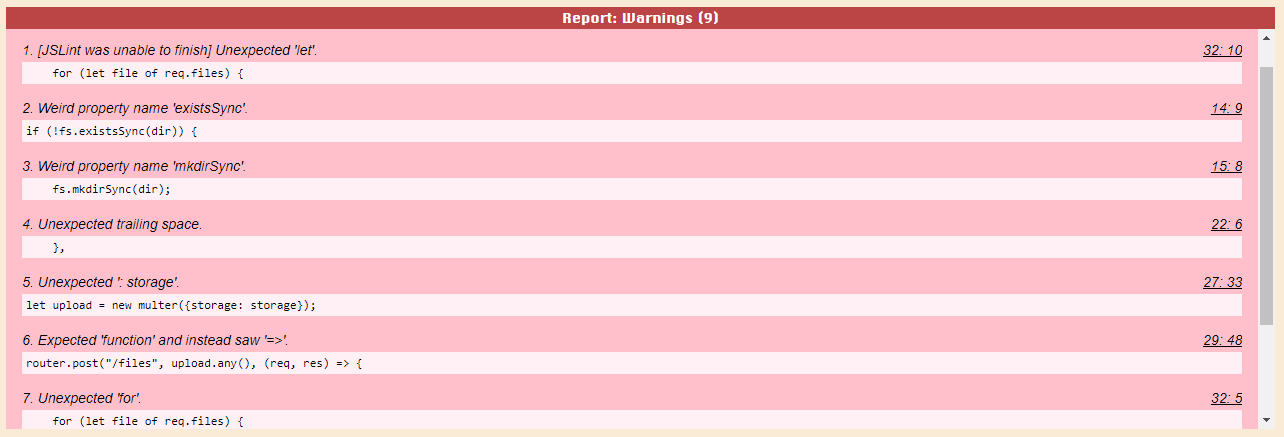 Report: Warnings (9)
1. [JSLint was unable to finish] Unexpected 'let'. 32: 10
for (let file of req.files) {
2. Weird property name 'existsSync'. 14: 9
if (!fs.existsSync(dir)) {
3. Weird property name 'mkdirSync'. 15: 8
fs.mkdirSync(dir);
4. Unexpected trailing space. 22: 6
},
5. Unexpected ': storage'. 27: 33
let upload = new multer({storage: storage});
6. Expected 'function' and instead saw '=>'. 29: 48
router.post("/files", upload.any(), (req, res) => {
7. Unexpected 'for'. 32: 5
for (let file of req.files) {